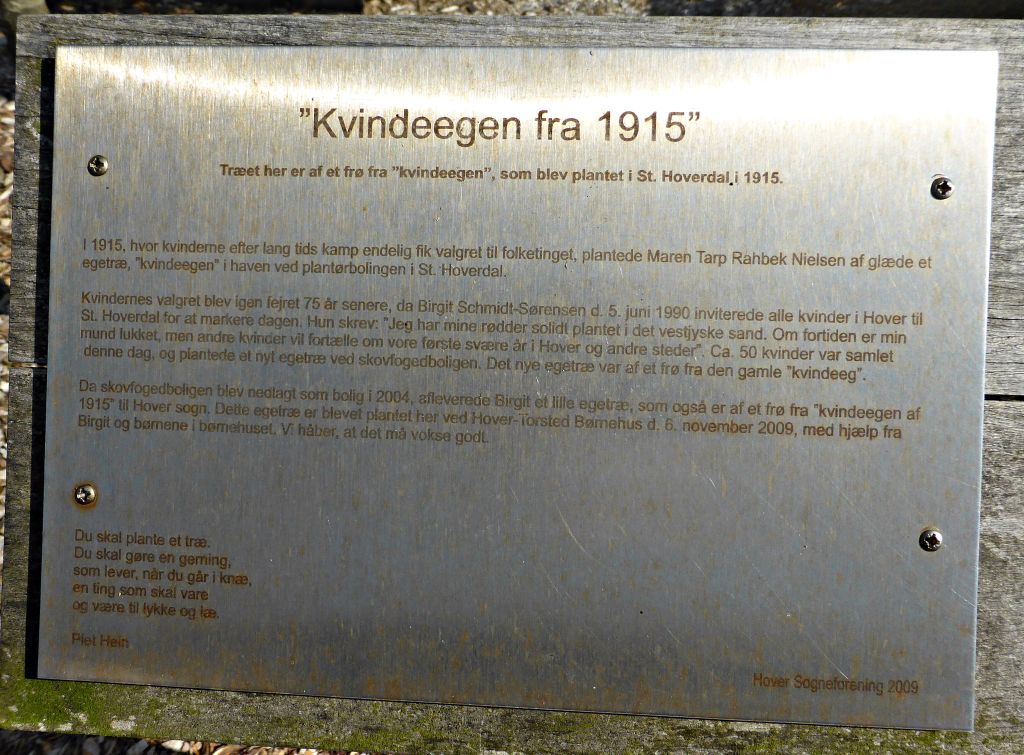 "Kvindeegen fra 1915"
Træet her er af et frø fra "kvindeegen", som blev plantet i St. Hoverdal i 1915.
I 1915, hvor kvinderne efter lang tids kamp endelig fik valgret til folketinget, plantede Maren Tarp Rahbek Nielsen af glæde et
egetræ, "kvindeegen" i haven ved plantørbolingen i St. Hoverdal.
Kvindernes valgret blev igen fejret 75 år senere, da Birgit Schmidt-Sørensen d. 5. juni 1990 inviterede alle kvinder i Hover til
St. Hoverdal for at markere dagen. Hun skrev: "Jeg har mine rødder solidt plantet i det vestjyske sand. Om fortiden er min
mund lukket, men andre kvinder vil fortælle om vore første svære år i Hover og andre steder". Ca. 50 kvinder var samlet
denne dag, og plantede et nyt egetræ ved skovfogedboligen. Det nye egetræ var af et frø fra den gamle "kvindeeg".
Da skovfogedboligen blev nedlagt som bolig i 2004, afleverede Birgit et lille egetræ, som også er af et frø fra "kvindeegen af
1915" til Hover sogn. Dette egetræ er blevet plantet her ved Hover-Torsted Børnehus d. 6. november 2009, med hjælp fra
Birgit og børnene i børnehuset. Vi håber, at det må vokse godt.
Du skal plante et træ.
Du skal gøre en gerning,
som lever, når du går i knæ,
en ting som skal vare
og være til lykke og læ.
Piet Hein
Hover Sogneforening 2009